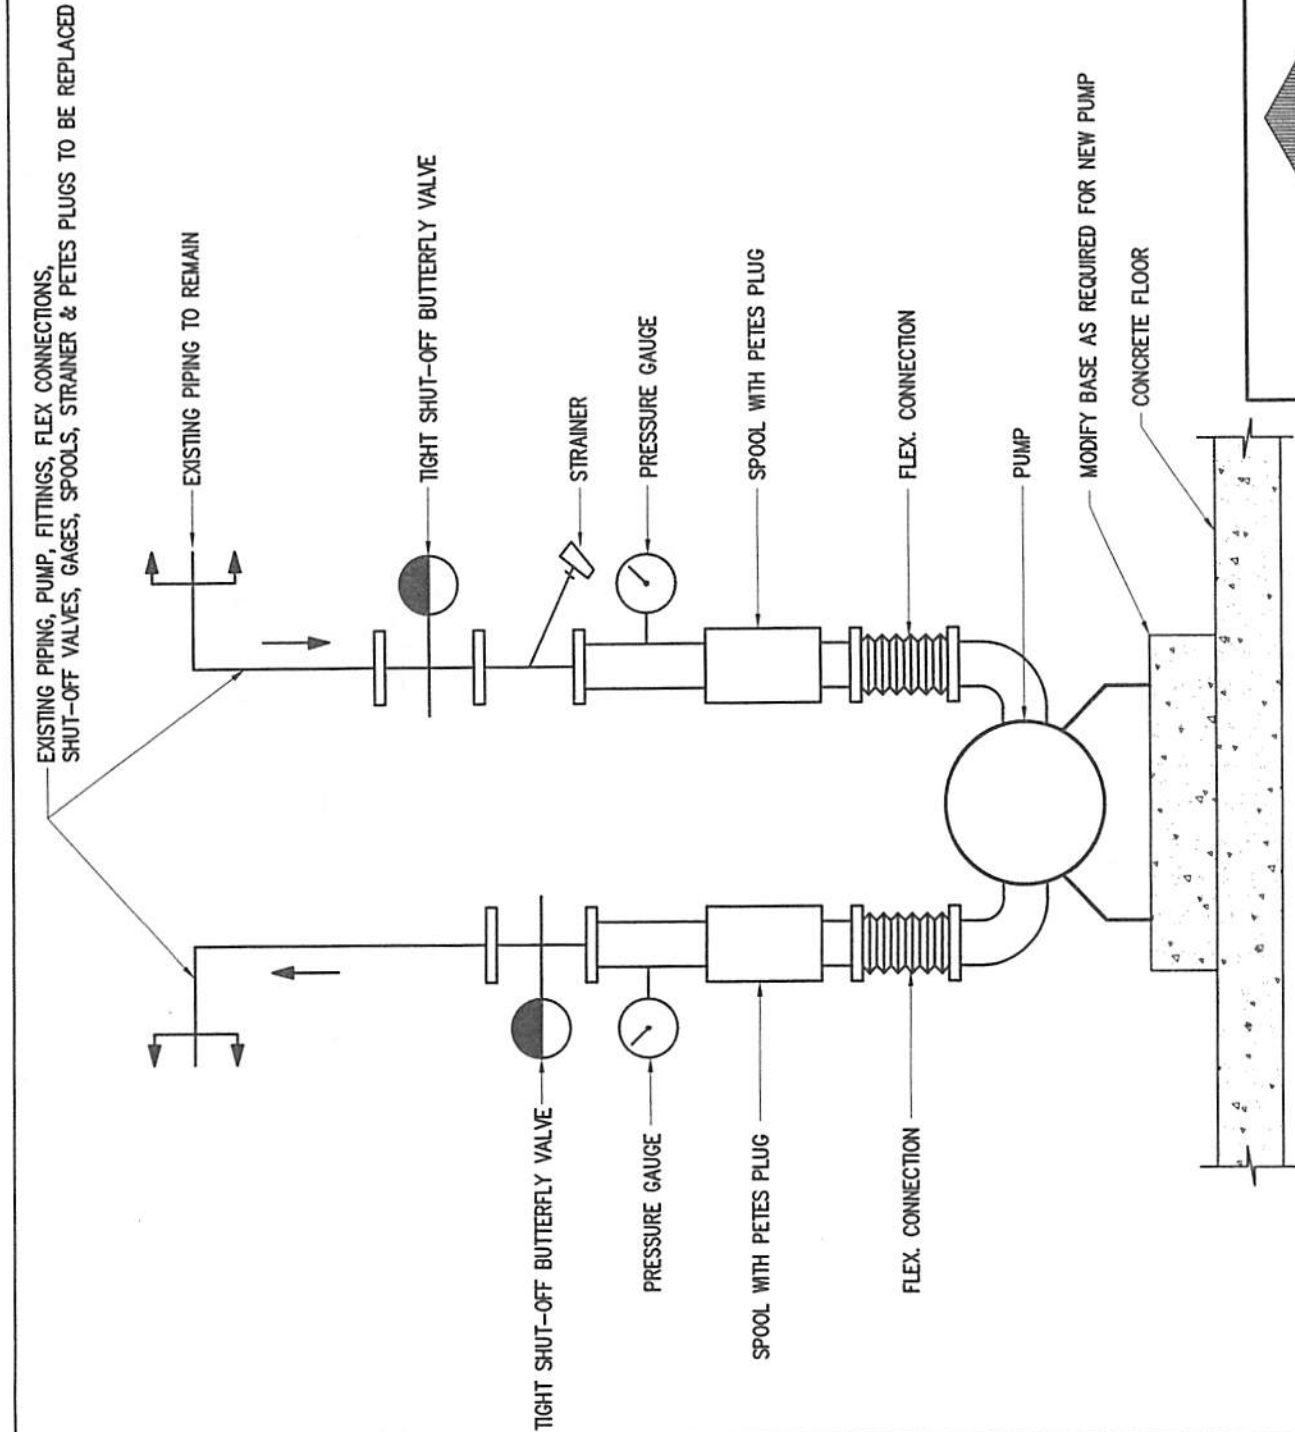 EXISTING PIPING, PUMP, FITTINGS, FLEX CONNECTIONS,
SHUT-OFF VALVES, GAGES, SPOOLS, STRAINER & PETES PLUGS TO BE REPLACED
EXISTING PIPING TO REMAIN
TIGHT SHUT-OFF BUTTERFLY VALVE
STRAINER
PRESSURE GAUGE
SPOOL WITH PETES PLUG
FLEX. CONNECTION
PUMP
MODIFY BASE AS REQUIRED FOR NEW PUMP
CONCRETE FLOOR
TIGHT SHUT-OFF BUTTERFLY VALVE
PRESSURE GAUGE
SPOOL WITH PETES PLUG
FLEX. CONNECTION